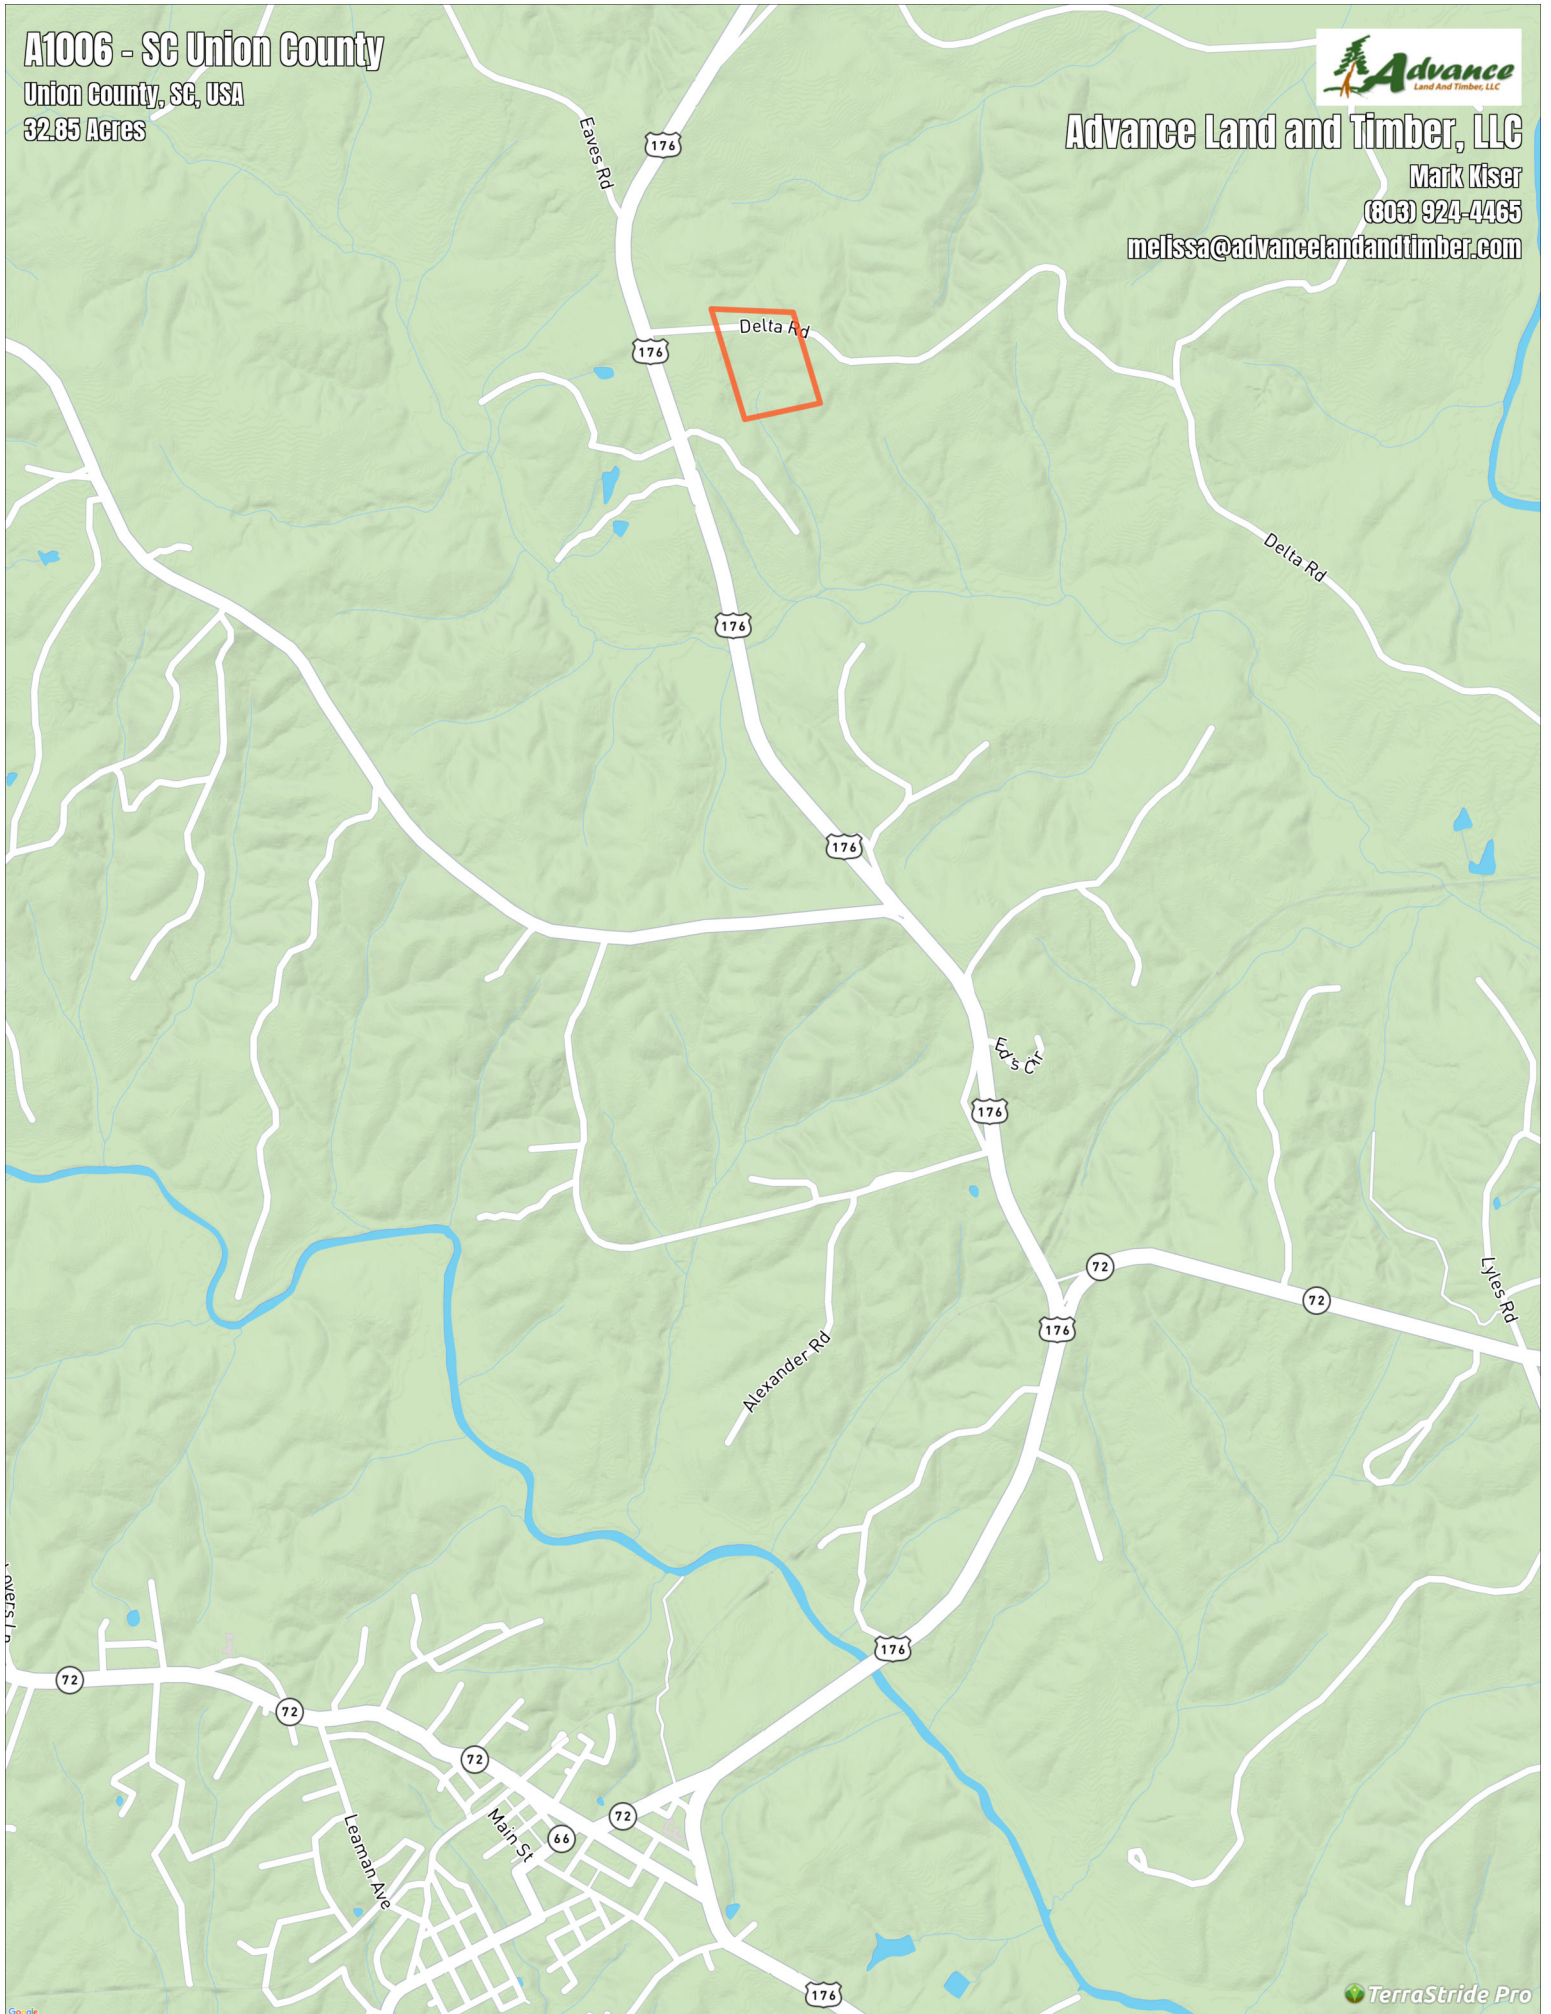 A1006 - SC Union County
Union County, SC, USA
32.85 Acres
Advance
Land And Timber, LLC
Advance Land and Timber, LLC
Mark Kiser
(803) 924-4465
melissa@advancelandandtimber.com
Eaves Rd
176
Delta Rd
176
Delta Rd
176
176
Ed's Cir
176
72
72
Lyles Rd
176
Alexander Rd
176
72
72
72
72
66
Main St
Leaman Ave
176
Google
TerraStride Pro